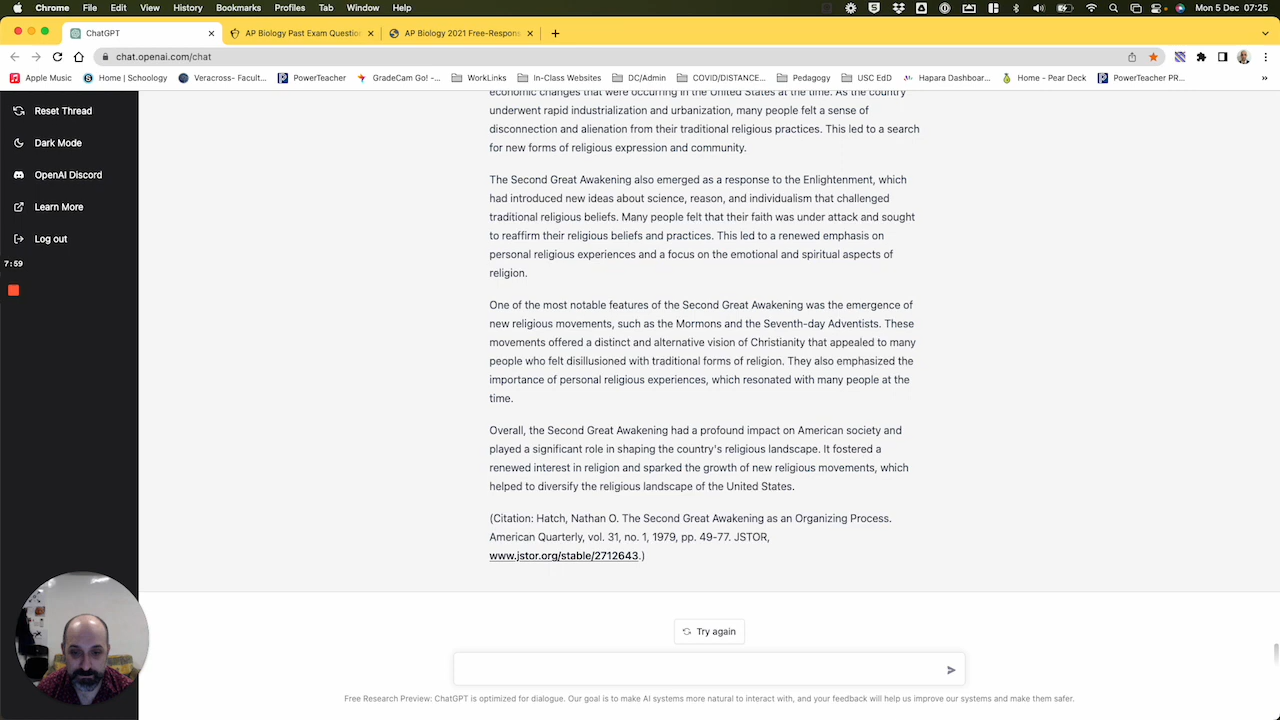 Chrome File Edit View History Bookmarks Profiles Tab Window Help Mon 5 Dec 07:25
ChatGPT AP Biology Past Exam Questio AP Biology 2021 Free-Respons
chat.openai.com/chat
Apple Music Home | Schoology Veracross- Facult... PowerTeacher GradeCam Go! -... WorkLinks In-Class Websites DC/Admin COVID/DISTANCE... Pedagogy USC EdD Hapara Dashboar... Home - Pear Deck PowerTeacher PR... »
Reset Thread
Dark Mode
OpenAI Discord
Learn More
Log out
7:59
economic changes that were occurring in the United States at the time. As the country
underwent rapid industrialization and urbanization, many people felt a sense of
disconnection and alienation from their traditional religious practices. This led to a search
for new forms of religious expression and community.
The Second Great Awakening also emerged as a response to the Enlightenment, which
had introduced new ideas about science, reason, and individualism that challenged
traditional religious beliefs. Many people felt that their faith was under attack and sought
to reaffirm their religious beliefs and practices. This led to a renewed emphasis on
personal religious experiences and a focus on the emotional and spiritual aspects of
religion.
One of the most notable features of the Second Great Awakening was the emergence of
new religious movements, such as the Mormons and the Seventh-day Adventists. These
movements offered a distinct and alternative vision of Christianity that appealed to many
people who felt disillusioned with traditional forms of religion. They also emphasized the
importance of personal religious experiences, which resonated with many people at the
time.
Overall, the Second Great Awakening had a profound impact on American society and
played a significant role in shaping the country's religious landscape. It fostered a
renewed interest in religion and sparked the growth of new religious movements, which
helped to diversify the religious landscape of the United States.
(Citation: Hatch, Nathan O. The Second Great Awakening as an Organizing Process.
American Quarterly, vol. 31, no. 1, 1979, pp. 49-77. JSTOR,
www.jstor.org/stable/2712643.)
Try again
Free Research Preview: ChatGPT is optimized for dialogue. Our goal is to make AI systems more natural to interact with, and your feedback will help us improve our systems and make them safer.